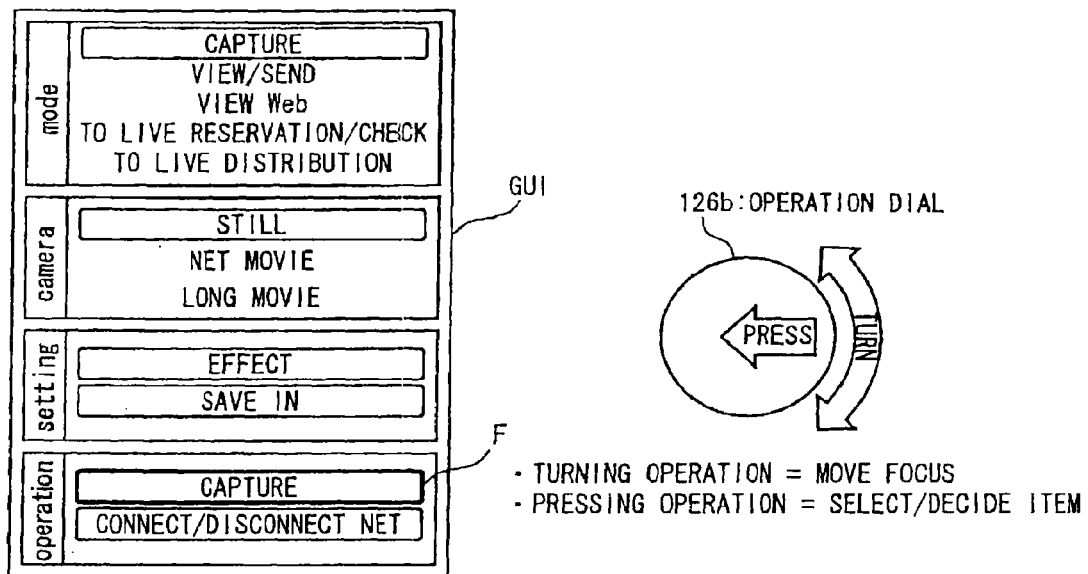 mode
CAPTURE
VIEW/SEND
VIEW Web
TO LIVE RESERVATION/CHECK
TO LIVE DISTRIBUTION
camera
STILL
NET MOVIE
LONG MOVIE
setting
EFFECT
SAVE IN
operation
CAPTURE
CONNECT/DISCONNECT NET
GUI
F
126b:OPERATION DIAL
PRESS
TURN
· TURNING OPERATION = MOVE FOCUS
· PRESSING OPERATION = SELECT/DECIDE ITEM